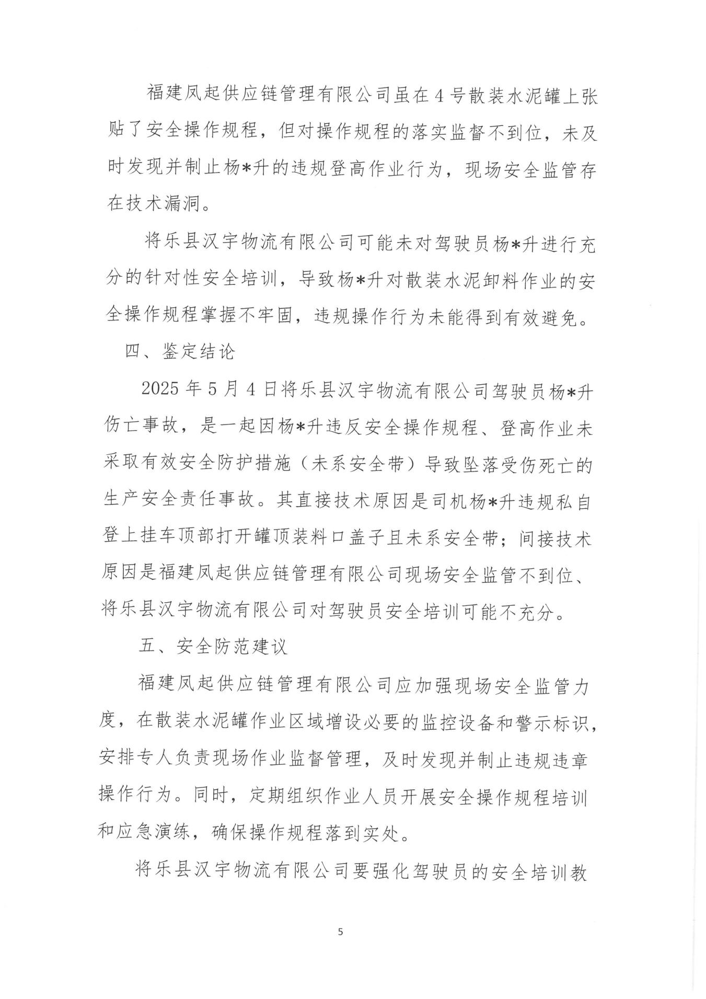 福建凤起供应链管理有限公司虽在 4 号散装水泥罐上张
贴了安全操作规程，但对操作规程的落实监督不到位，未及
时发现并制止杨*升的违规登高作业行为，现场安全监管存
在技术漏洞。
将乐县汉宇物流有限公司可能未对驾驶员杨*升进行充
分的针对性安全培训，导致杨*升对散装水泥卸料作业的安
全操作规程掌握不牢固，违规操作行为未能得到有效避免。
四、鉴定结论
2025 年 5 月 4 日将乐县汉宇物流有限公司驾驶员杨*升
伤亡事故，是一起因杨*升违反安全操作规程、登高作业未
采取有效安全防护措施（未系安全带）导致坠落受伤死亡的
生产安全责任事故。其直接技术原因是司机杨*升违规私自
登上挂车顶部打开罐顶装料口盖子且未系安全带；间接技术
原因是福建凤起供应链管理有限公司现场安全监管不到位、
将乐县汉宇物流有限公司对驾驶员安全培训可能不充分。
五、安全防范建议
福建凤起供应链管理有限公司应加强现场安全监管力
度，在散装水泥罐作业区域增设必要的监控设备和警示标识，
安排专人负责现场作业监督管理，及时发现并制止违规违章
操作行为。同时，定期组织作业人员开展安全操作规程培训
和应急演练，确保操作规程落到实处。
将乐县汉宇物流有限公司要强化驾驶员的安全培训教
5